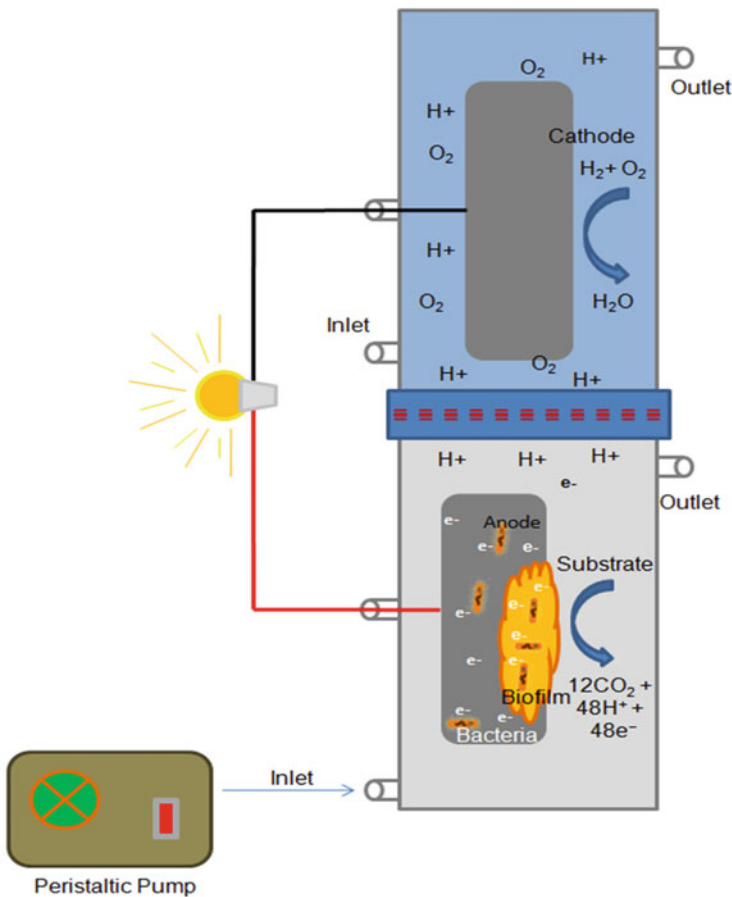 O₂
H+
Outlet
H+
Cathode
O₂
H₂+ O₂
H+
O₂
H₂O
Inlet
O₂
H+
H+
H+
H+
H+
e-
Outlet
e-
Anode
e-
e-
Substrate
e-
e-
e-
e-
e-
e-
12CO₂ +
48H⁺ +
48e⁻
Biofilm
e-
e-
Bacteria
Inlet
Peristaltic Pump